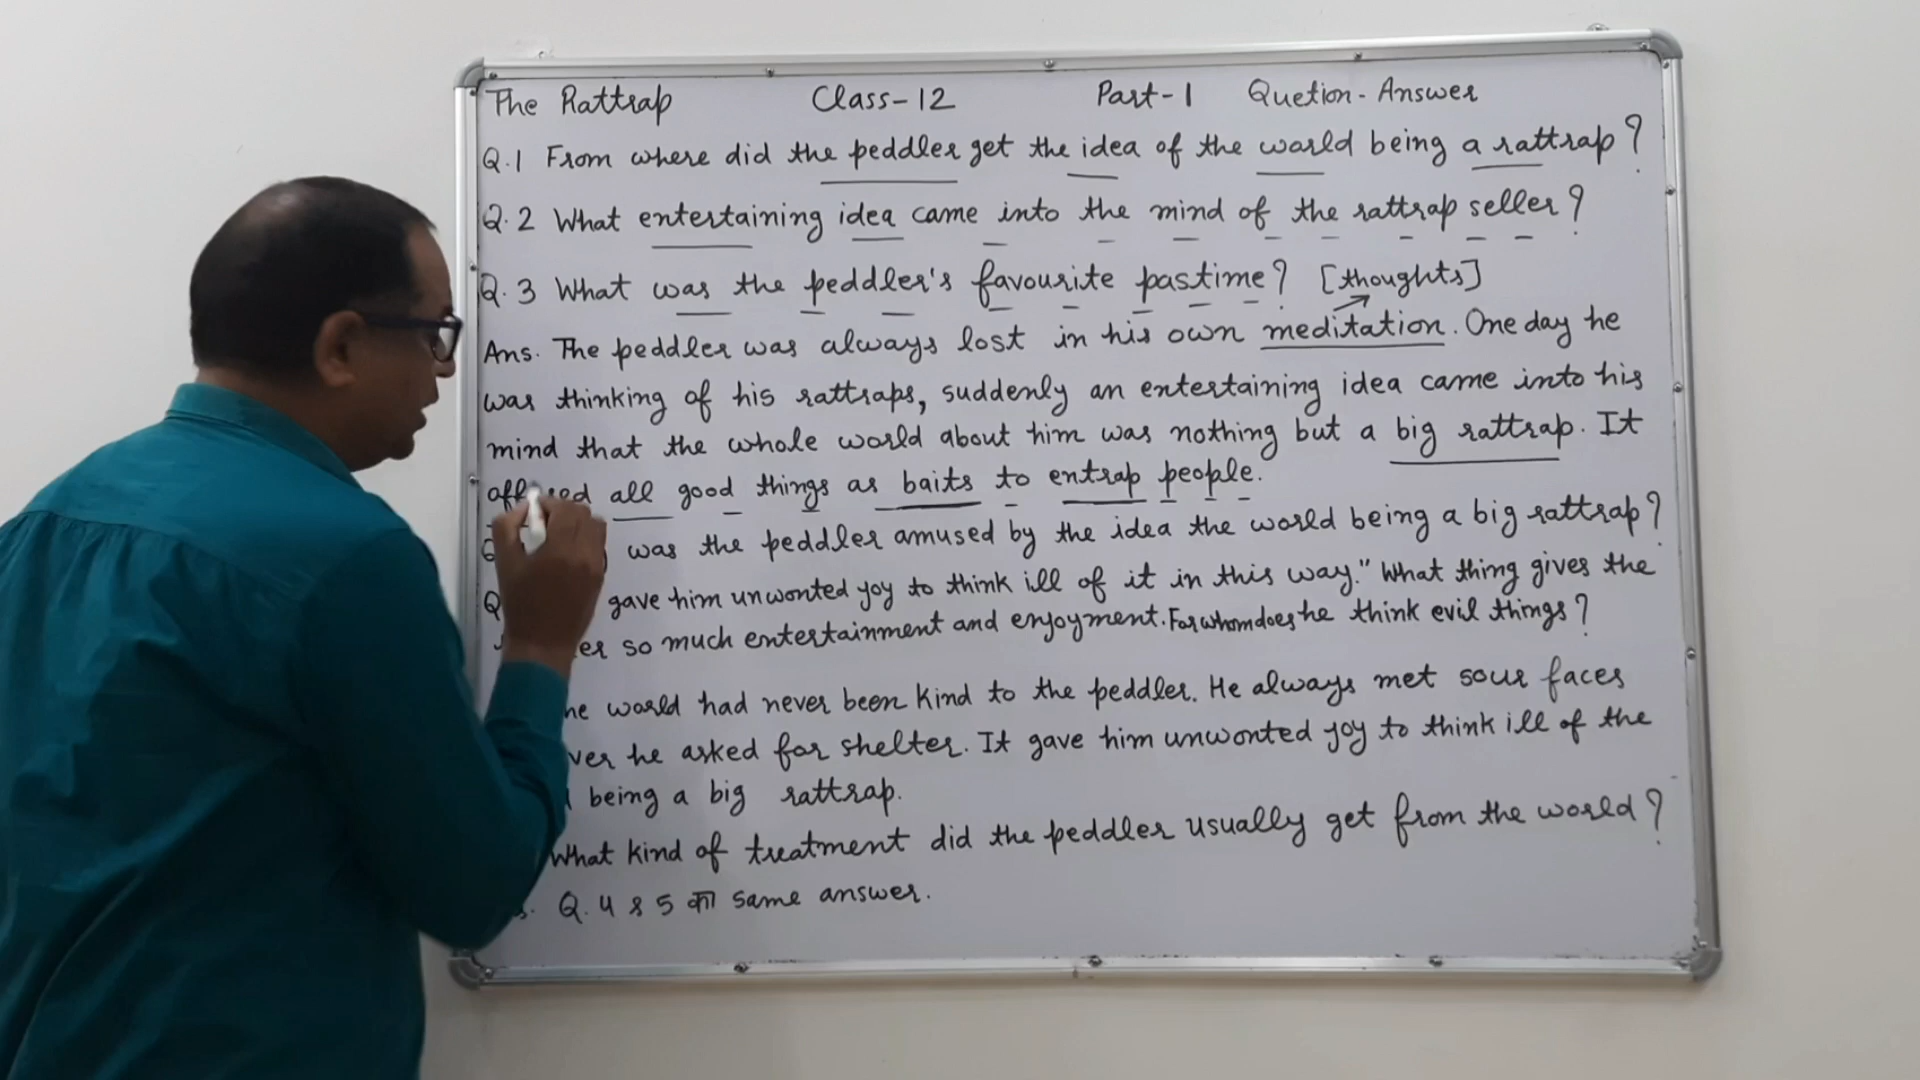 The Rattrap Class-12 Part-1 Quetion-Answer
Q.1 From where did the peddler get the idea of the world being a rattrap?
Q.2 What entertaining idea came into the mind of the rattrap seller?
Q.3 What was the peddler's favourite pastime? [thoughts]
Ans. The peddler was always lost in his own meditation. One day he
was thinking of his rattraps, suddenly an entertaining idea came into his
mind that the whole world about him was nothing but a big rattrap. It
all good things as baits to entrap people.
was the peddler amused by the idea the world being a big rattrap?
gave him unwonted joy to think ill of it in this way." What thing gives the
so much entertainment and enjoyment. For whom does he think evil things?
world had never been kind to the peddler. He always met sour faces
he asked for shelter. It gave him unwonted joy to think ill of the
being a big rattrap.
What kind of treatment did the peddler usually get from the world?
Q. 4 & 5 का same answer.